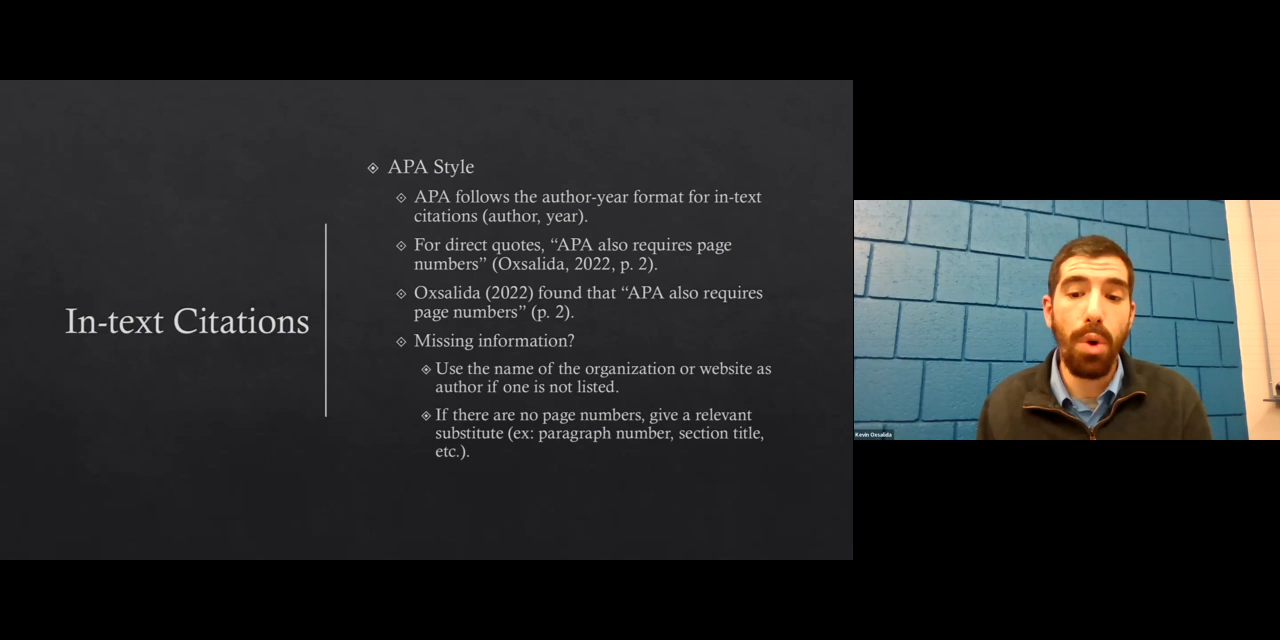 In-text Citations
APA Style
APA follows the author-year format for in-text
citations (author, year).
For direct quotes, “APA also requires page
numbers” (Oxsalida, 2022, p. 2).
Oxsalida (2022) found that “APA also requires
page numbers” (p. 2).
Missing information?
Use the name of the organization or website as
author if one is not listed.
If there are no page numbers, give a relevant
substitute (ex: paragraph number, section title,
etc.).
Kevin Oxsalida